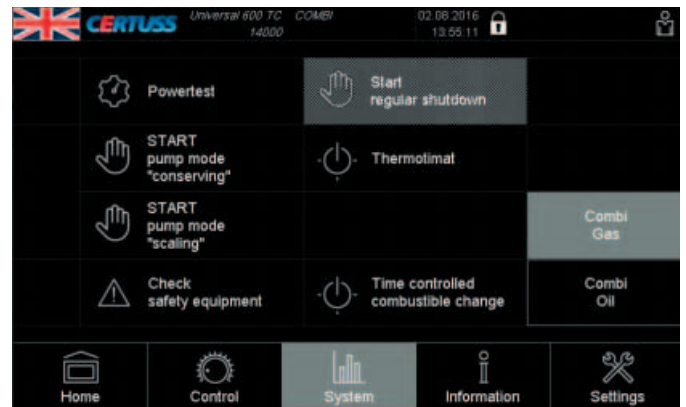 CERTUSS
Universal 600 TC COMBI
14000
02.06.2016
13:55:11
Powertest
Start
regular shutdown
START
pump mode
"conserving"
Thermotimat
START
pump mode
"scaling"
Combi
Gas
Check
safety equipment
Time controlled
combustible change
Combi
Oil
Home
Control
System
Information
Settings